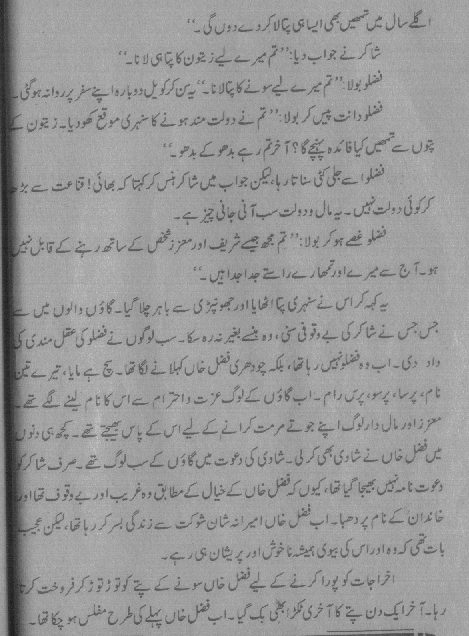 اگلے سال میں تمھیں بھی ایسا ہی پتا لا کر دے دوں گی۔‘‘
شاکر نے جواب دیا: ’’تم میرے لیے زیتون کا پتا ہی لانا۔‘‘
فضلو بولا: ’’تم میرے لیے سونے کا پتا لانا۔‘‘ یہ سن کر کویل دوبارہ اپنے سفر پر روانہ ہو گئی۔
فضلو دانت پیس کر بولا: ’’تم نے دولت مند ہونے کا سنہری موقع کھو دیا۔ زیتون کے
پتوں سے تمھیں کیا فائدہ پہنچے گا؟ آخر تم رہے بدھو کے بدھو۔‘‘
فضلو اسے جلی کٹی سناتا رہا، لیکن جواب میں شاکر ہنس کر کہتا کہ بھائی! قناعت سے بڑھ
کر کوئی دولت نہیں۔ یہ مال و دولت سب آنی جانی چیز ہے۔
فضلو غصے ہو کر بولا: ’’تم مجھ جیسے شریف اور معزز شخص کے ساتھ رہنے کے قابل نہیں
ہو۔ آج سے میرے اور تمھارے راستے جدا جدا ہیں۔‘‘
یہ کہہ کر اس نے سنہری پتا اٹھایا اور جھونپڑی سے باہر چلا گیا۔ گاؤں والوں میں سے
جس جس نے شاکر کی بے وقوفی سنی، وہ ہنسے بغیر نہ رہ سکا۔ سب لوگوں نے فضلو کی عقل مندی کی
داد دی۔ اب وہ فضلو نہیں رہا تھا، بلکہ چودھری فضل خاں کہلانے لگا تھا۔ سچ ہے مایا، تیرے تین
نام، پرسا، پرسو، پرس رام۔ اب گاؤں کے لوگ عزت و احترام سے اس کا نام لینے لگے تھے۔
معزز اور مال دار لوگ اپنے جوتے مرمت کرانے کے لیے اس کے پاس بھیجتے تھے۔ کچھ ہی دنوں
میں فضل خاں نے شادی بھی کر لی۔ شادی کی دعوت میں گاؤں کے سب لوگ تھے۔ صرف شاکر کو
دعوت نامہ نہیں بھیجا گیا تھا، کیوں کہ فضل خاں کے خیال کے مطابق وہ غریب اور بے وقوف تھا اور
خاندان کے نام پر دھبا۔ اب فضل خاں امیرانہ شان شوکت سے زندگی بسر کر رہا تھا، لیکن عجیب
بات تھی کہ وہ اور اس کی بیوی ہمیشہ ناخوش اور پریشان ہی رہے۔
اخراجات کو پورا کرنے کے لیے فضل خاں سونے کے پتے کو توڑ توڑ کر فروخت کرتا
رہا۔ آخر ایک دن پتے کا آخری ٹکڑا بھی بک گیا۔ اب فضل خاں پہلے کی طرح مفلس ہو چکا تھا۔